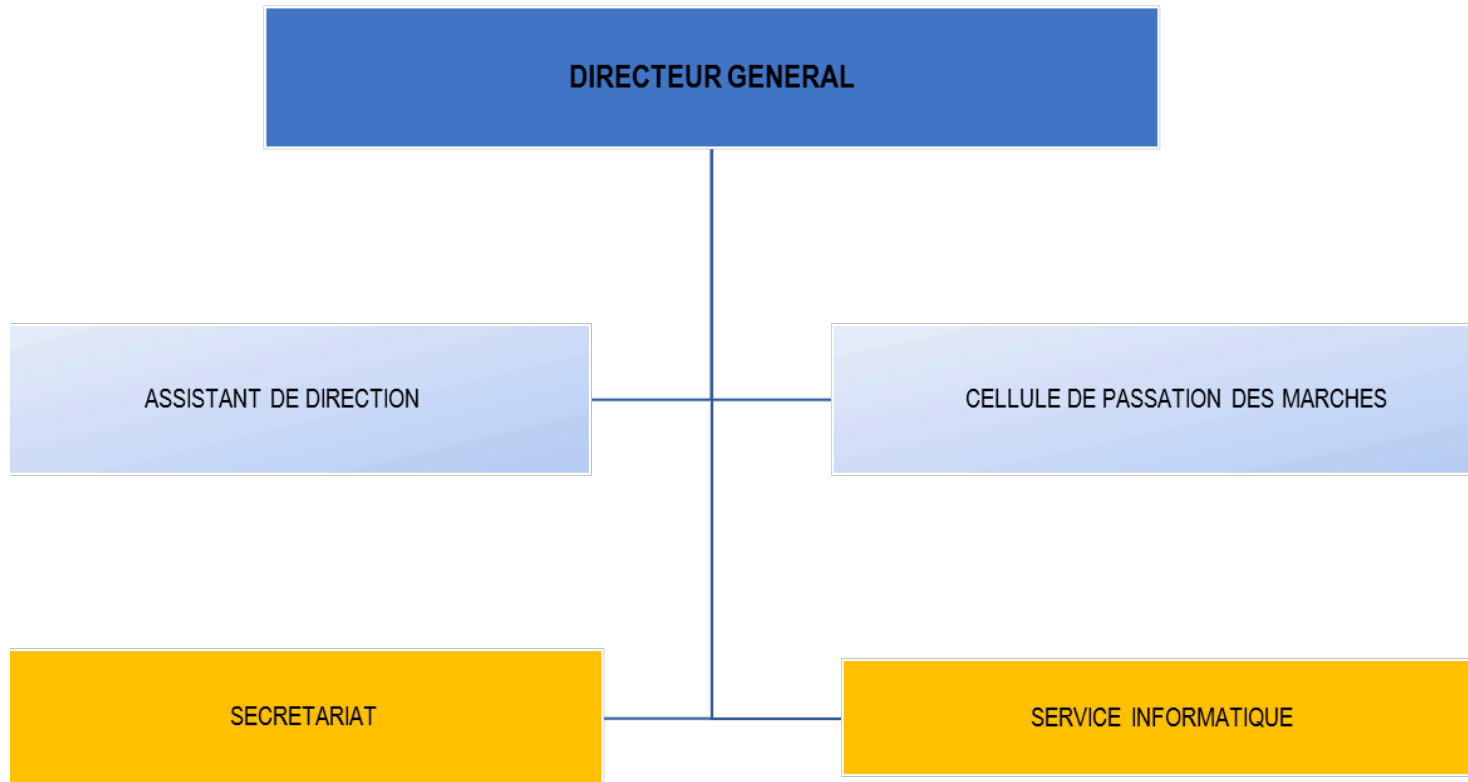 DIRECTEUR GENERAL
ASSISTANT DE DIRECTION
CELLULE DE PASSATION DES MARCHES
SECRETARIAT
SERVICE INFORMATIQUE